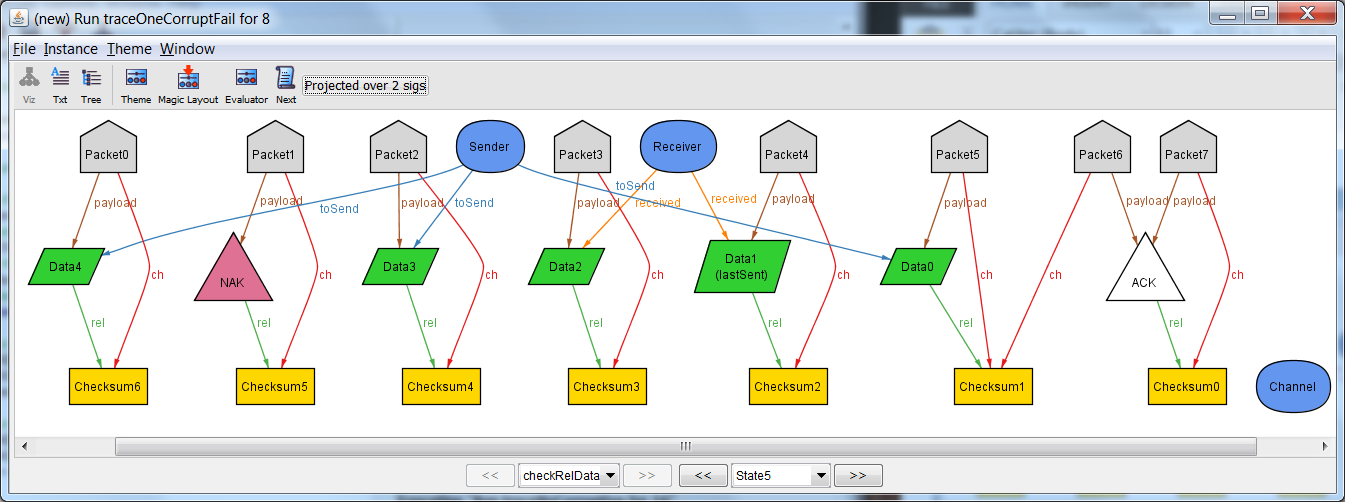 (new) Run traceOneCorruptFail for 8
File Instance Theme Window
Viz Txt Tree Theme Magic Layout Evaluator Next Projected over 2 sigs
Packet0 Packet1 Packet2 Sender Packet3 Receiver Packet4 Packet5 Packet6 Packet7
toSend
payload payload payload toSend toSend payload received received payload payload payload payload
Data4 NAK Data3 Data2 Data1 (lastSent) Data0 ACK
ch ch ch ch ch ch ch
rel rel rel rel rel rel rel
Checksum6 Checksum5 Checksum4 Checksum3 Checksum2 Checksum1 Checksum0 Channel
<< checkRelData >> << State5 >>